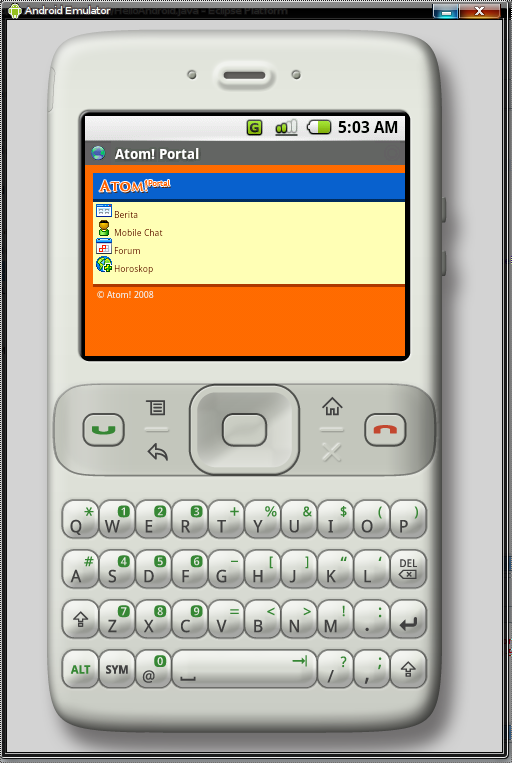 Android Emulator
G 5:03 AM
Atom! Portal
ATOM! Portal
Berita
Mobile Chat
Forum
Horoskop
© Atom! 2008
Q * W 1 E 2 R 3 T + Y % U & I $ O ( P )
A # S 4 D 5 F 6 G - H [ J ] K “ L ‘ DEL
Z 7 X 8 C 9 V = B < N > M ! . :
ALT SYM @ 0 / ? , ;